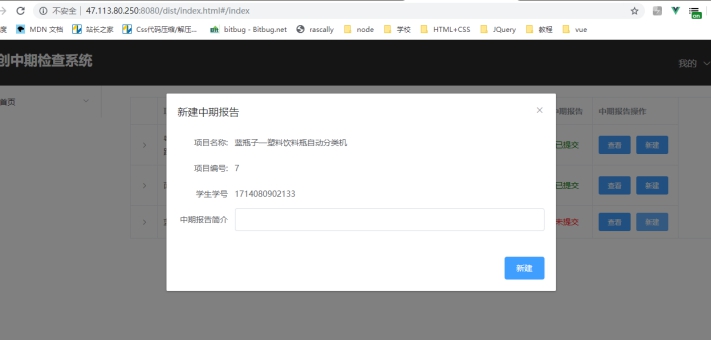 不安全 | 47.113.80.250:8080/dist/index.html#/index
度 MDN 文档 站长之家 Css代码压缩/解压... bitbug - Bitbug.net rascally node 学校 HTML+CSS JQuery 教程 vue
创中期检查系统 我的
首页
新建中期报告
中期报告操作
项目名称: 蓝瓶子—塑料饮料瓶自动分类机
已提交 查看 新建
项目编号: 7
已提交 查看 新建
学生学号 1714080902133
中期报告简介
未提交 查看 新建
新建